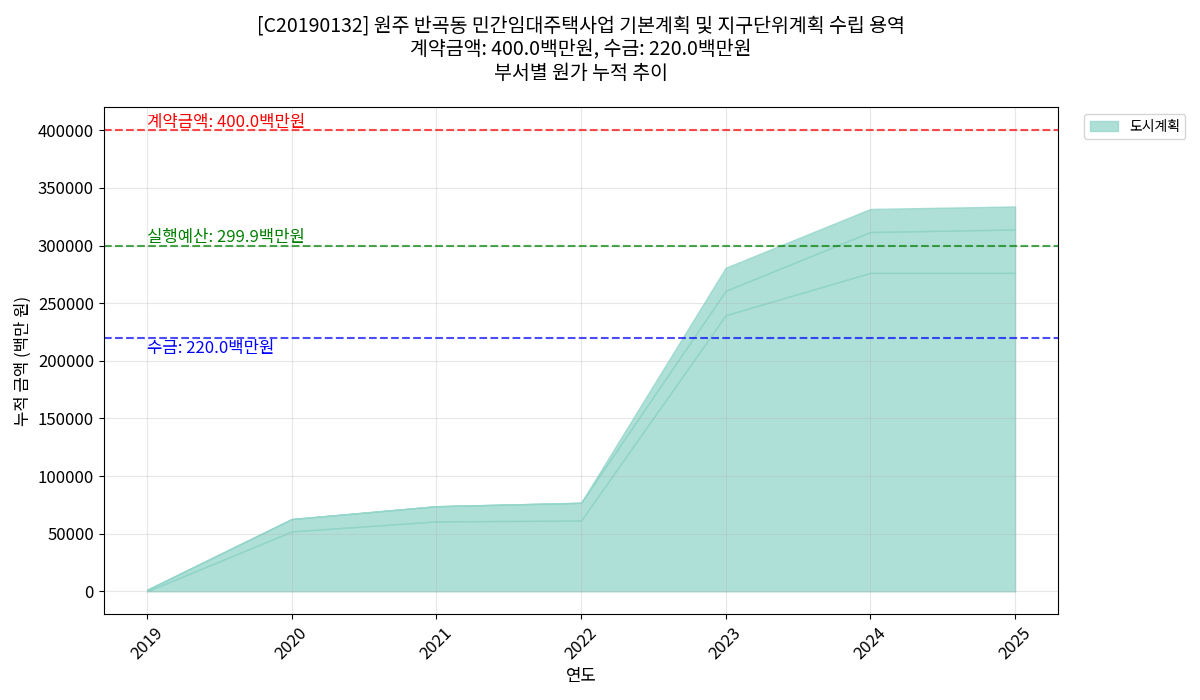 [C20190132] 원주 반곡동 민간임대주택사업 기본계획 및 지구단위계획 수립 용역
계약금액: 400.0백만원, 수금: 220.0백만원
부서별 원가 누적 추이
계약금액: 400.0백만원
실행예산: 299.9백만원
수금: 220.0백만원
도시계획
누적 금액 (백만 원)
400000
350000
300000
250000
200000
150000
100000
50000
0
2019
2020
2021
2022
2023
2024
2025
연도